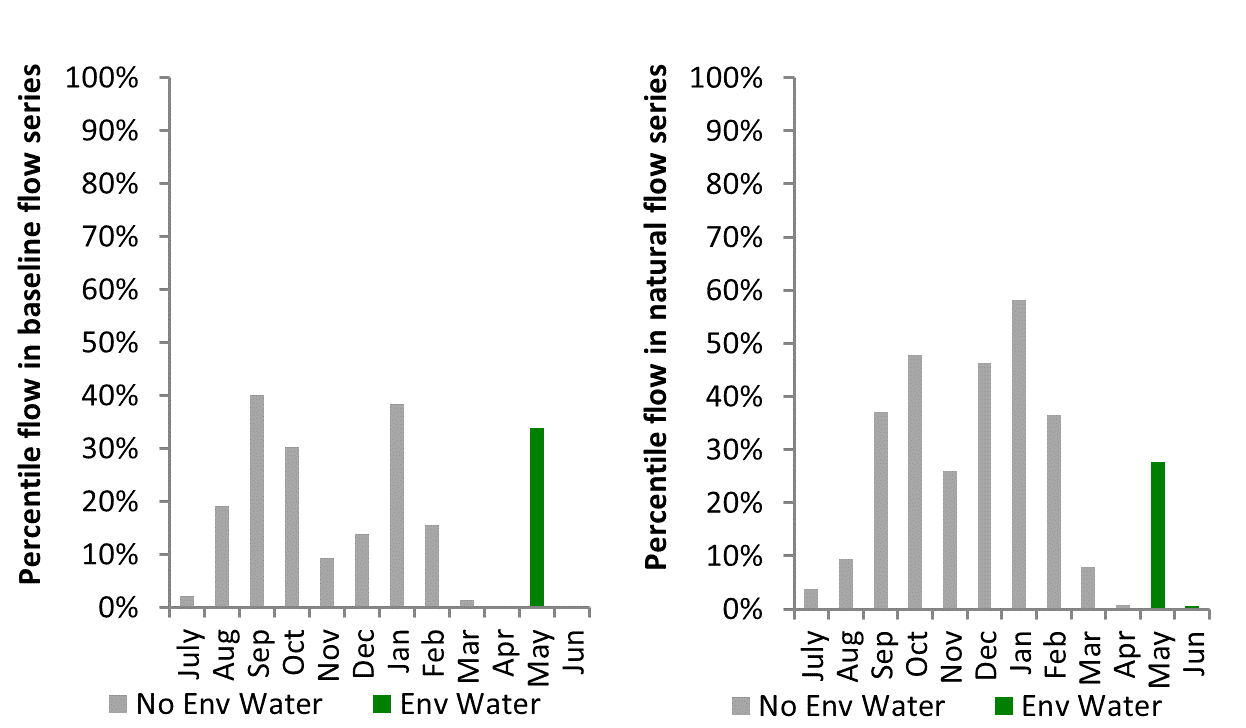 Percentile flow in baseline flow series
100%
90%
80%
70%
60%
50%
40%
30%
20%
10%
0%
July
Aug
Sep
Oct
Nov
Dec
Jan
Feb
Mar
Apr
May
Jun
No Env Water
Env Water
Percentile flow in natural flow series
100%
90%
80%
70%
60%
50%
40%
30%
20%
10%
0%
July
Aug
Sep
Oct
Nov
Dec
Jan
Feb
Mar
Apr
May
Jun
No Env Water
Env Water